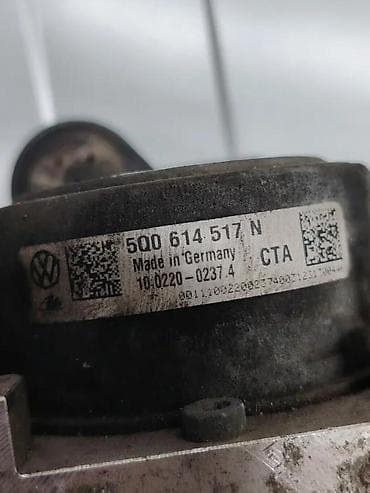 5Q0 614 517 N
Made in Germany
10.0220-0237.4
CTA